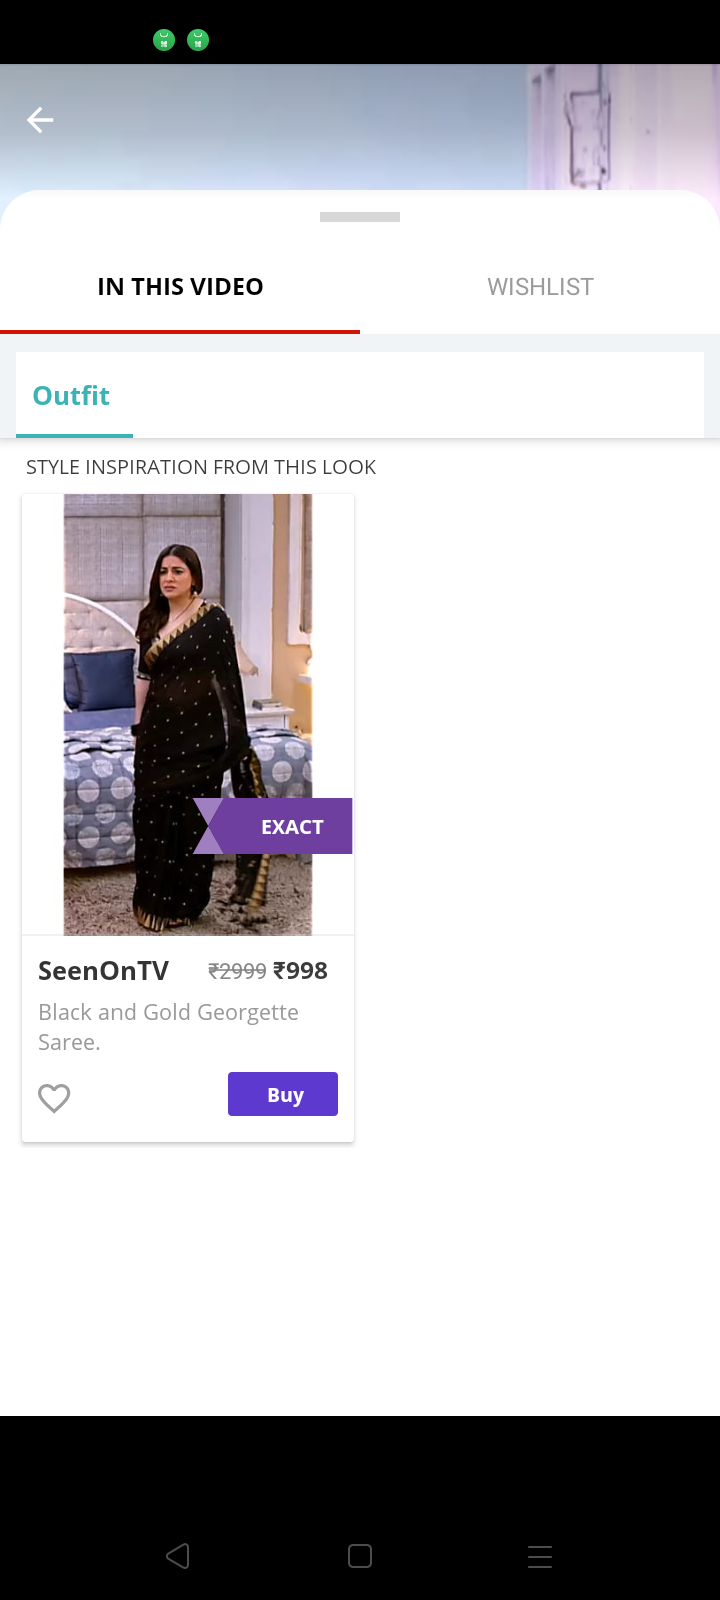 IN THIS VIDEO WISHLIST
Outfit
STYLE INSPIRATION FROM THIS LOOK
EXACT
SeenOnTV ₹2999 ₹998
Black and Gold Georgette
Saree.
Buy